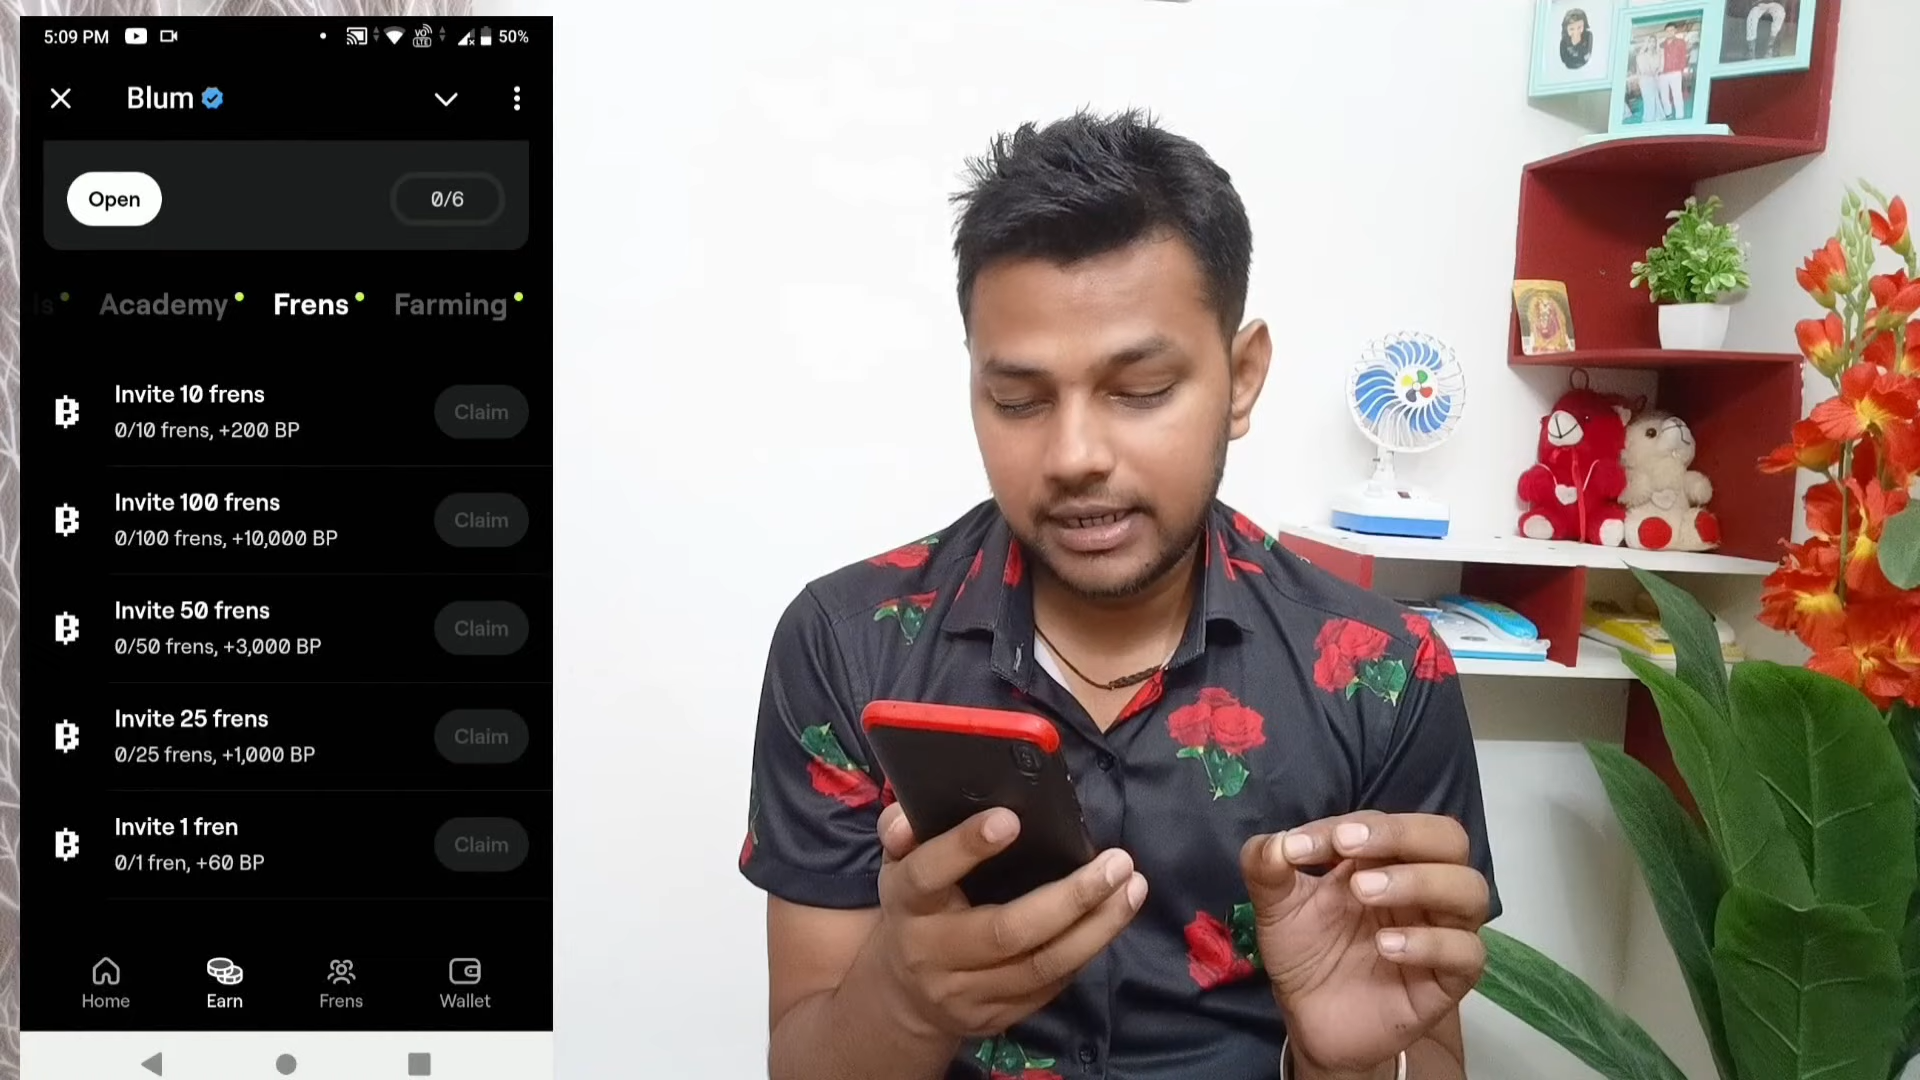 5:09 PM
VO LTE
50%
Blum
Open
0/6
ls
Academy
Frens
Farming
Invite 10 frens
0/10 frens, +200 BP
Claim
Invite 100 frens
0/100 frens, +10,000 BP
Claim
Invite 50 frens
0/50 frens, +3,000 BP
Claim
Invite 25 frens
0/25 frens, +1,000 BP
Claim
Invite 1 fren
0/1 fren, +60 BP
Claim
Home
Earn
Frens
Wallet